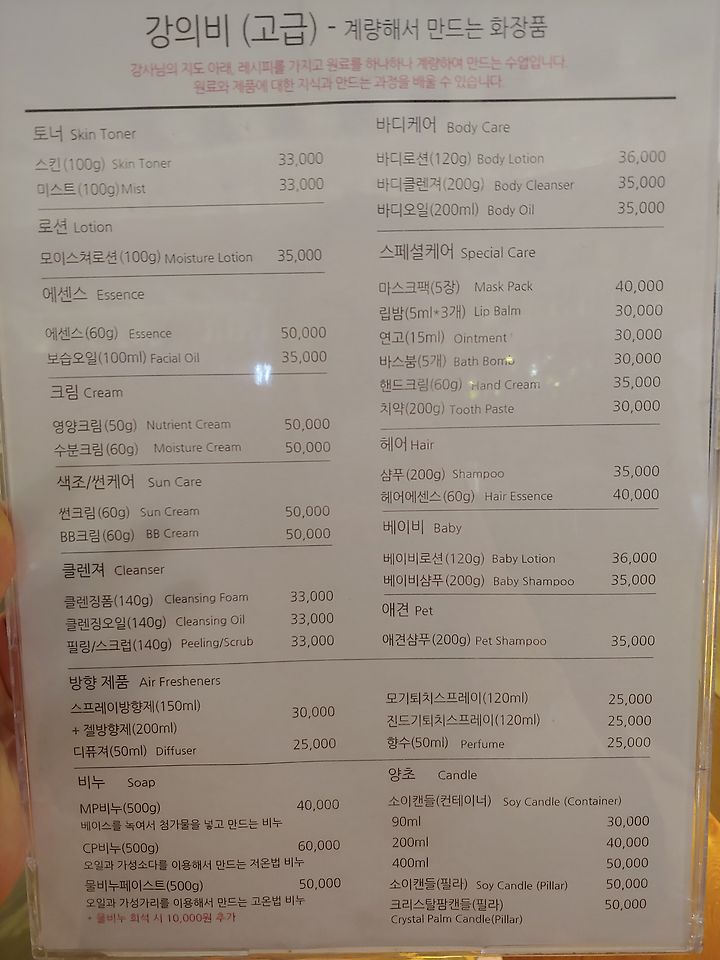 강의비 (고급) - 계량해서 만드는 화장품
강사님의 지도 아래, 레시피를 가지고 원료를 하나하나 계량하여 만드는 수업입니다.
원료와 제품에 대한 지식과 만드는 과정을 배울 수 있습니다.
토너 Skin Toner
스킨(100g) Skin Toner 33,000
미스트(100g)Mist 33,000
로션 Lotion
모이스쳐로션(100g) Moisture Lotion 35,000
에센스 Essence
에센스(60g) Essence 50,000
보습오일(100ml) Facial Oil 35,000
크림 Cream
영양크림(50g) Nutrient Cream 50,000
수분크림(60g) Moisture Cream 50,000
색조/썬케어 Sun Care
썬크림(60g) Sun Cream 50,000
BB크림(60g) BB Cream 50,000
클렌져 Cleanser
클렌징폼(140g) Cleansing Foam 33,000
클렌징오일(140g) Cleansing Oil 33,000
필링/스크럽(140g) Peeling/Scrub 33,000
바디케어 Body Care
바디로션(120g) Body Lotion 36,000
바디클렌져(200g) Body Cleanser 35,000
바디오일(200ml) Body Oil 35,000
스페셜케어 Special Care
마스크팩(5장) Mask Pack 40,000
립밤(5ml*3개) Lip Balm 30,000
연고(15ml) Ointment 30,000
바스붐(5개) Bath Bomb 30,000
핸드크림(60g) Hand Cream 35,000
치약(200g) Tooth Paste 30,000
헤어 Hair
샴푸(200g) Shampoo 35,000
헤어에센스(60g) Hair Essence 40,000
베이비 Baby
베이비로션(120g) Baby Lotion 36,000
베이비샴푸(200g) Baby Shampoo 35,000
애견 Pet
애견샴푸(200g) Pet Shampoo 35,000
방향 제품 Air Fresheners
스프레이방향제(150ml)
+ 젤방향제(200ml) 30,000
디퓨져(50ml) Diffuser 25,000
모기퇴치스프레이(120ml) 25,000
진드기퇴치스프레이(120ml) 25,000
향수(50ml) Perfume 25,000
비누 Soap
MP비누(500g) 40,000
베이스를 녹여서 첨가물을 넣고 만드는 비누
CP비누(500g) 60,000
오일과 가성소다를 이용해서 만드는 저온법 비누
물비누페이스트(500g) 50,000
오일과 가성가리를 이용해서 만드는 고온법 비누
* 물비누 희석 시 10,000원 추가
양초 Candle
소이캔들(컨테이너) Soy Candle (Container)
90ml 30,000
200ml 40,000
400ml 50,000
소이캔들(필라) Soy Candle (Pillar) 50,000
크리스탈팜캔들(필라) 50,000
Crystal Palm Candle(Pillar)